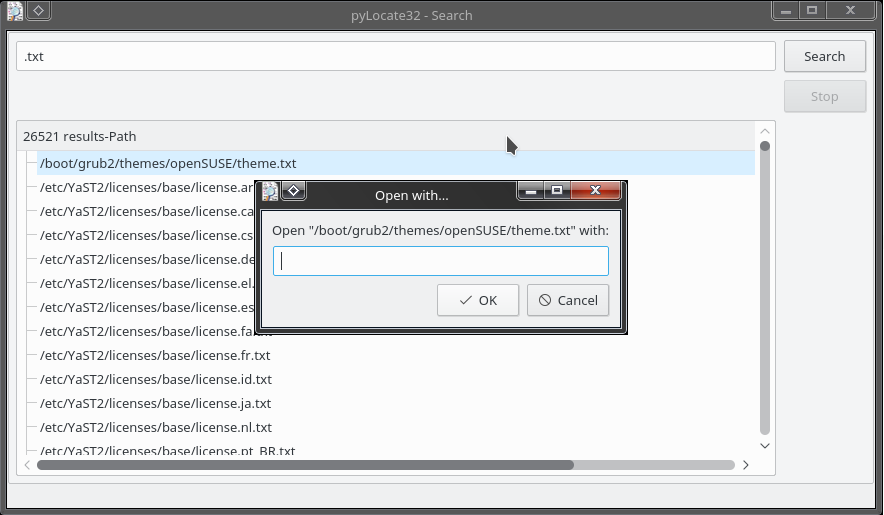 pyLocate32 - Search
.txt
Search
Stop
26521 results-Path
/boot/grub2/themes/openSUSE/theme.txt
/etc/YaST2/licenses/base/license.ar
/etc/YaST2/licenses/base/license.ca
/etc/YaST2/licenses/base/license.cs
/etc/YaST2/licenses/base/license.de
/etc/YaST2/licenses/base/license.el.
/etc/YaST2/licenses/base/license.es
/etc/YaST2/licenses/base/license.fa.txt
/etc/YaST2/licenses/base/license.fr.txt
/etc/YaST2/licenses/base/license.id.txt
/etc/YaST2/licenses/base/license.ja.txt
/etc/YaST2/licenses/base/license.nl.txt
/etc/YaST2/licenses/base/license.pt_BR.txt
Open with...
Open "/boot/grub2/themes/openSUSE/theme.txt" with:
OK
Cancel